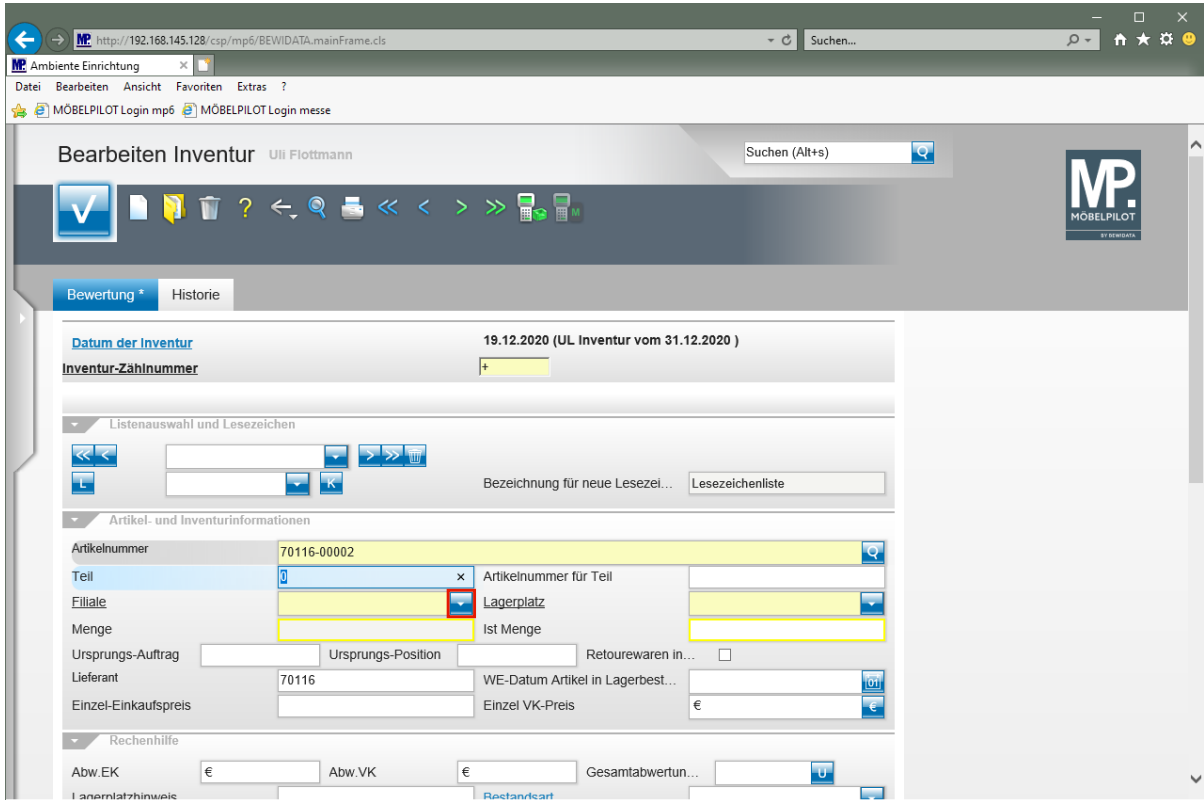 MP. http://192.168.145.128/csp/mp6/BEWIDATA.mainFrame.cls Suchen...
MP. Ambiente Einrichtung
Datei Bearbeiten Ansicht Favoriten Extras ?
MÖBELPILOT Login mp6 MÖBELPILOT Login messe
Bearbeiten Inventur Uli Flottmann Suchen (Alt+s)
MP.
MÖBELPILOT
BY BEWIDATA
Bewertung * Historie
Datum der Inventur 19.12.2020 (UL Inventur vom 31.12.2020 )
Inventur-Zählnummer +
Listenauswahl und Lesezeichen
L K Bezeichnung für neue Lesezei... Lesezeichenliste
Artikel- und Inventurinformationen
Artikelnummer 70116-00002
Teil 0 Artikelnummer für Teil
Filiale Lagerplatz
Menge Ist Menge
Ursprungs-Auftrag Ursprungs-Position Retourewaren in...
Lieferant 70116 WE-Datum Artikel in Lagerbest... 01
Einzel-Einkaufspreis Einzel VK-Preis € €
Rechenhilfe
Abw.EK € Abw.VK € Gesamtabwertun... U
Lagerplatzhinweis Bestandsart